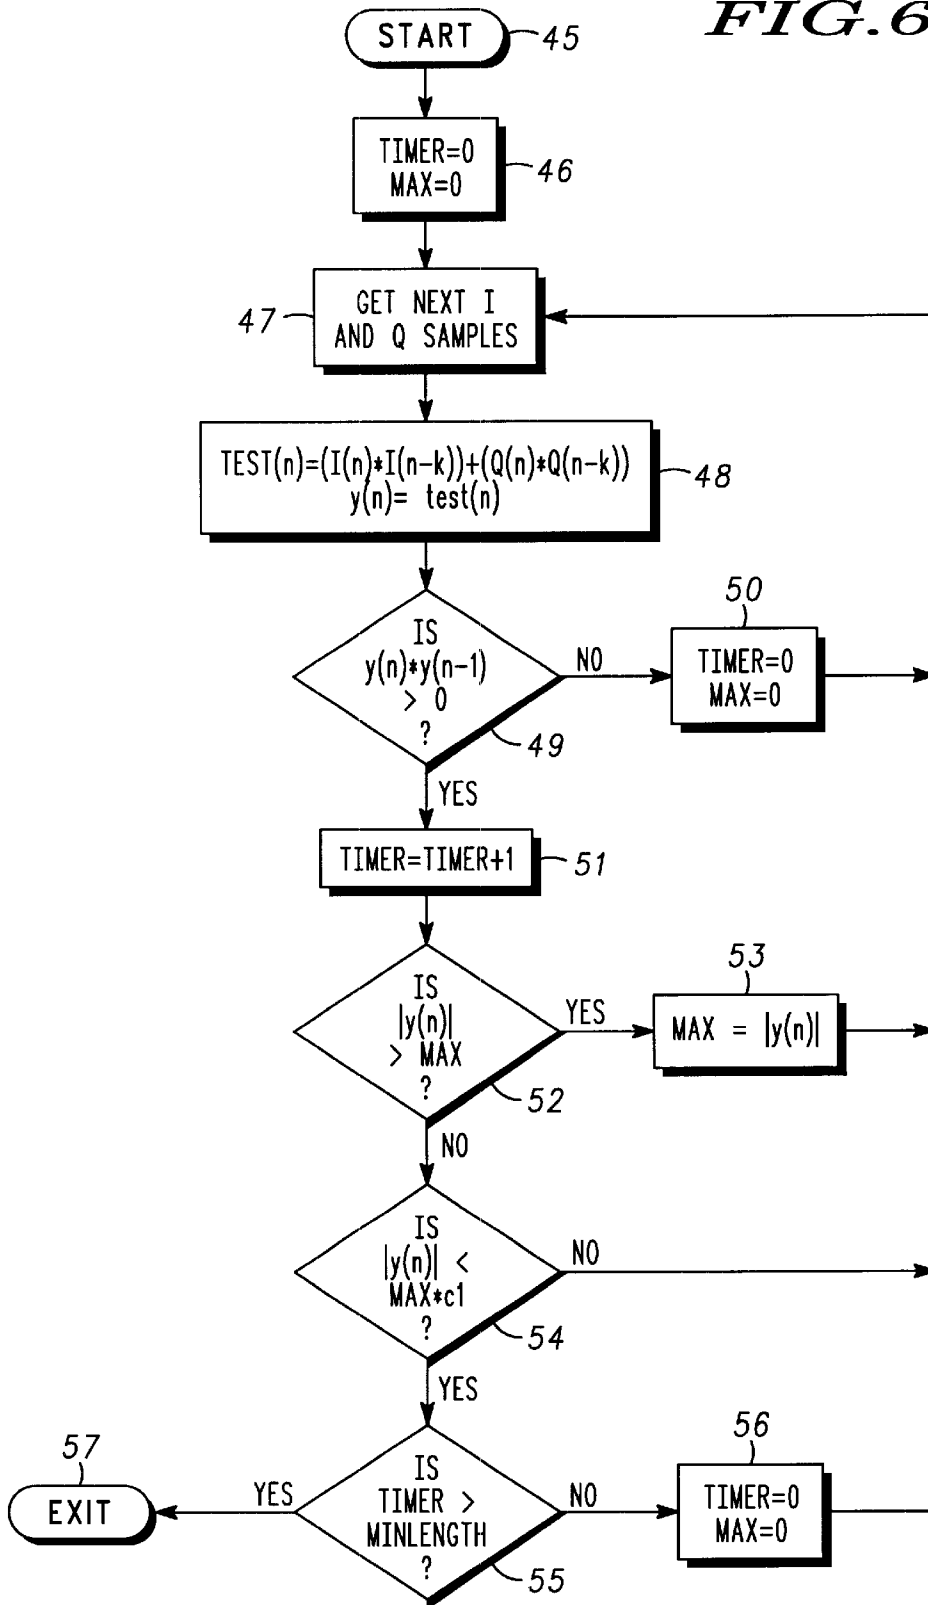 FIG.6
START
45
TIMER=0
MAX=0
46
47
GET NEXT I
AND Q SAMPLES
TEST(n)=(I(n)*I(n-k))+(Q(n)*Q(n-k))
y(n)= test(n)
48
IS
y(n)*y(n-1)
> 0
?
49
NO
50
TIMER=0
MAX=0
YES
TIMER=TIMER+1
51
IS
|y(n)|
> MAX
?
52
YES
53
MAX = |y(n)|
NO
IS
|y(n)| <
MAX*c1
?
54
NO
YES
57
EXIT
YES
IS
TIMER >
MINLENGTH
?
55
NO
56
TIMER=0
MAX=0